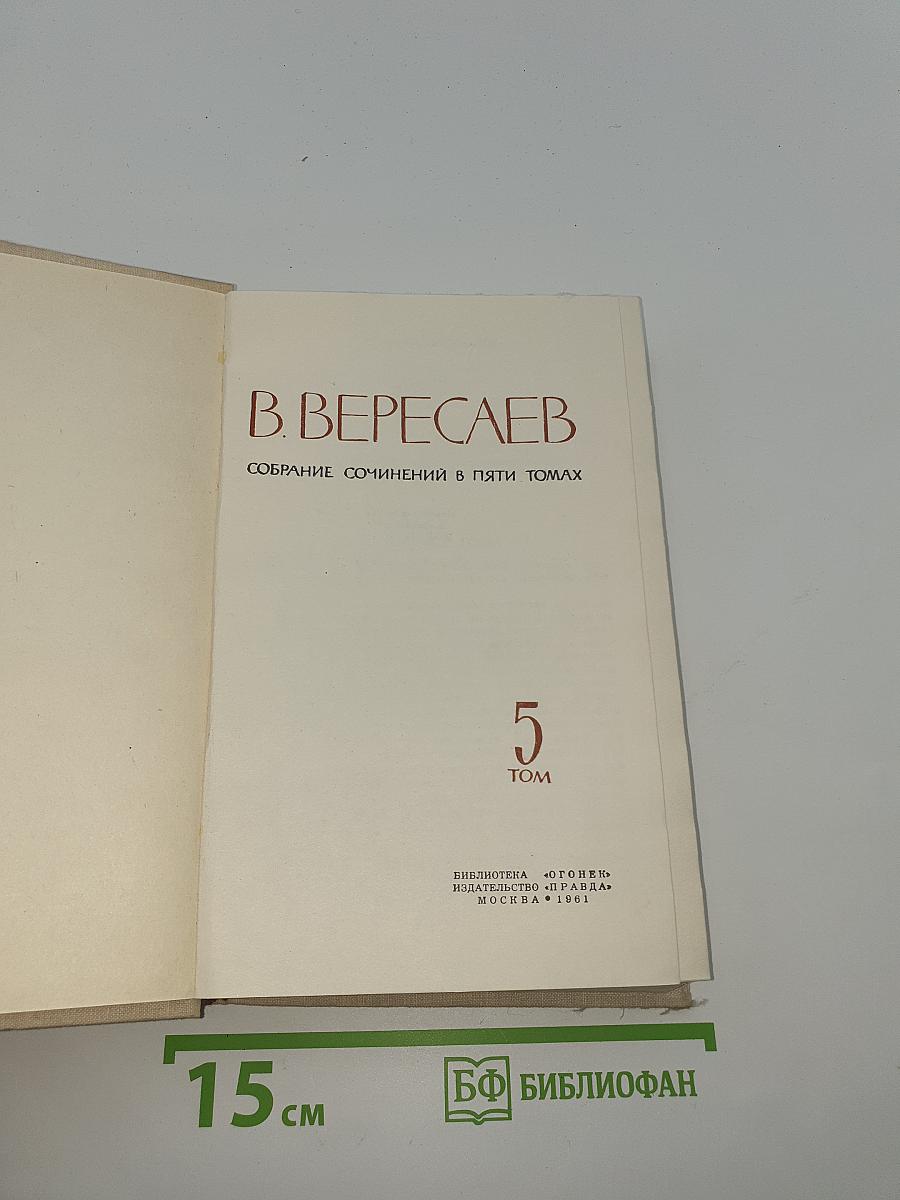 В. ВЕРЕСАЕВ
СОБРАНИЕ СОЧИНЕНИЙ В ПЯТИ ТОМАХ
5
ТОМ
БИБЛИОТЕКА «ОГОНЕК»
ИЗДАТЕЛЬСТВО «ПРАВДА»
МОСКВА • 1961
15 см
БФ БИБЛИОФАН